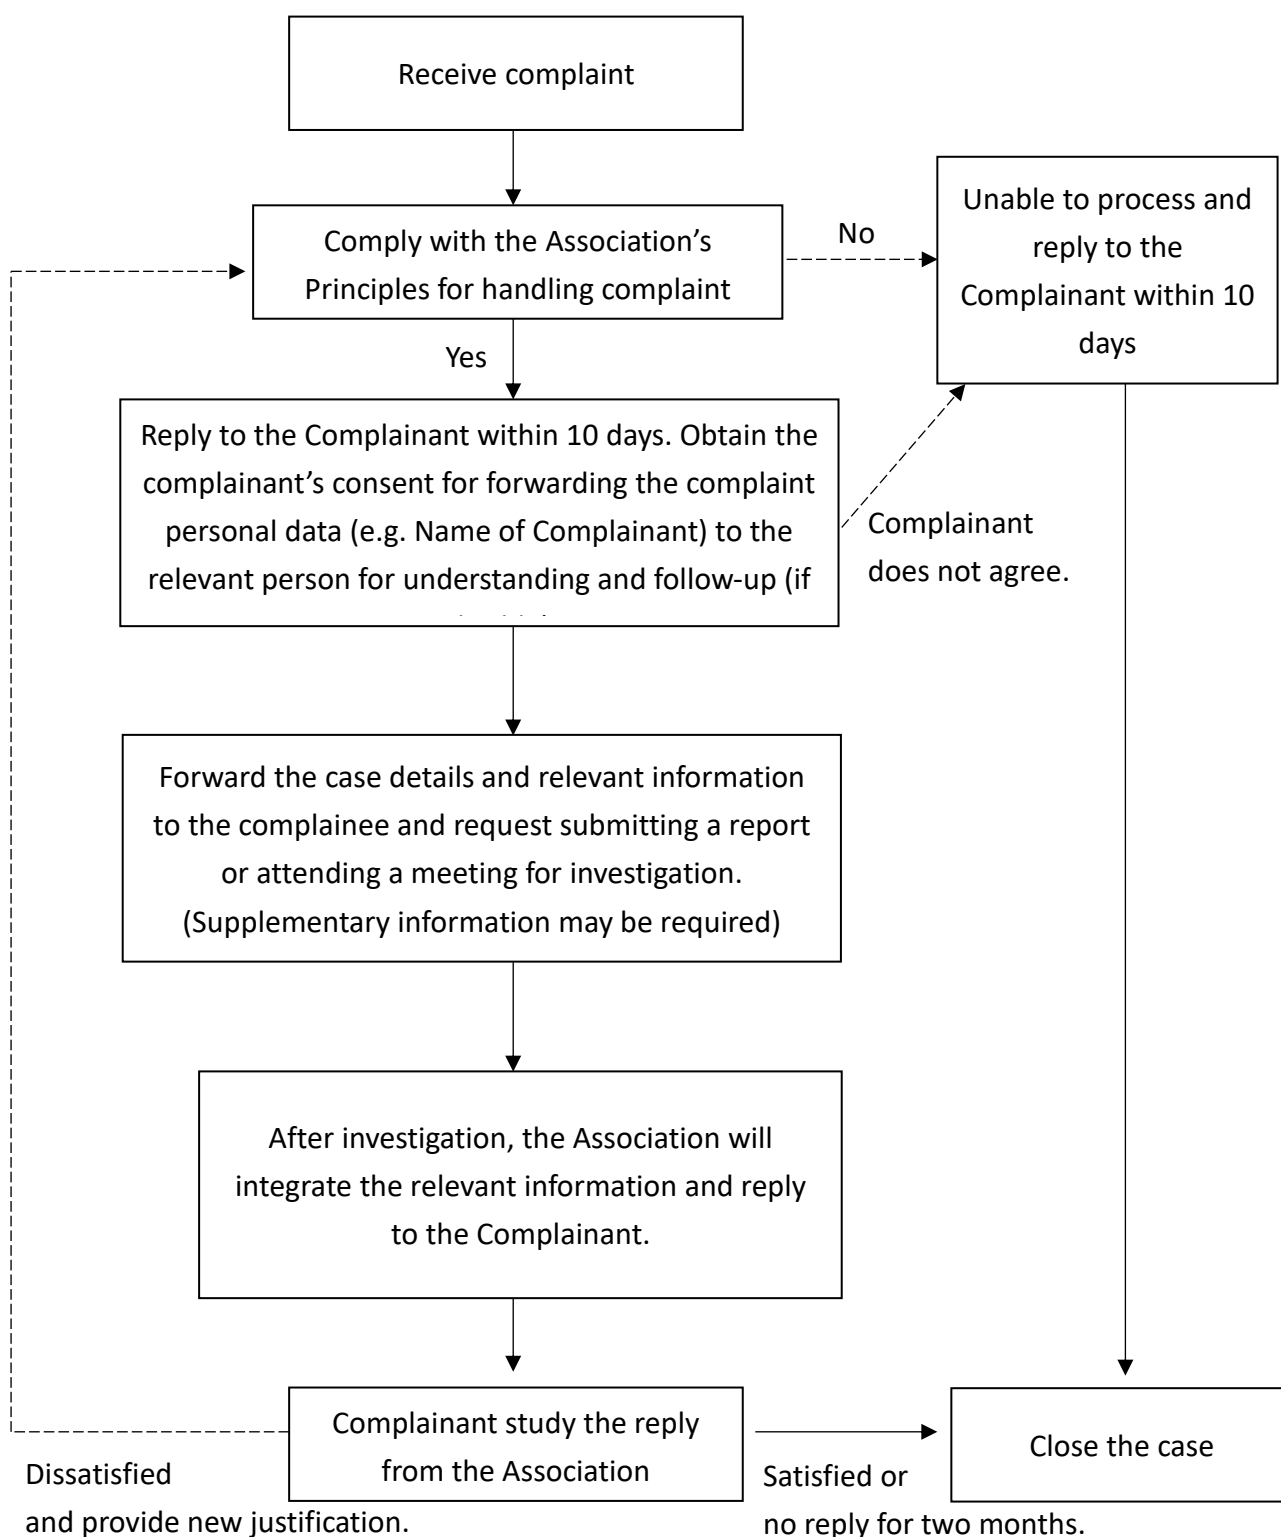 Receive complaint
Comply with the Association’s
Principles for handling complaint
No
Unable to process and
reply to the
Complainant within 10
days
Yes
Reply to the Complainant within 10 days. Obtain the
complainant’s consent for forwarding the complaint
personal data (e.g. Name of Complainant) to the
relevant person for understanding and follow-up (if
Complainant
does not agree.
Forward the case details and relevant information
to the complainee and request submitting a report
or attending a meeting for investigation.
(Supplementary information may be required)
After investigation, the Association will
integrate the relevant information and reply
to the Complainant.
Complainant study the reply
from the Association
Close the case
Dissatisfied
and provide new justification.
Satisfied or
no reply for two months.